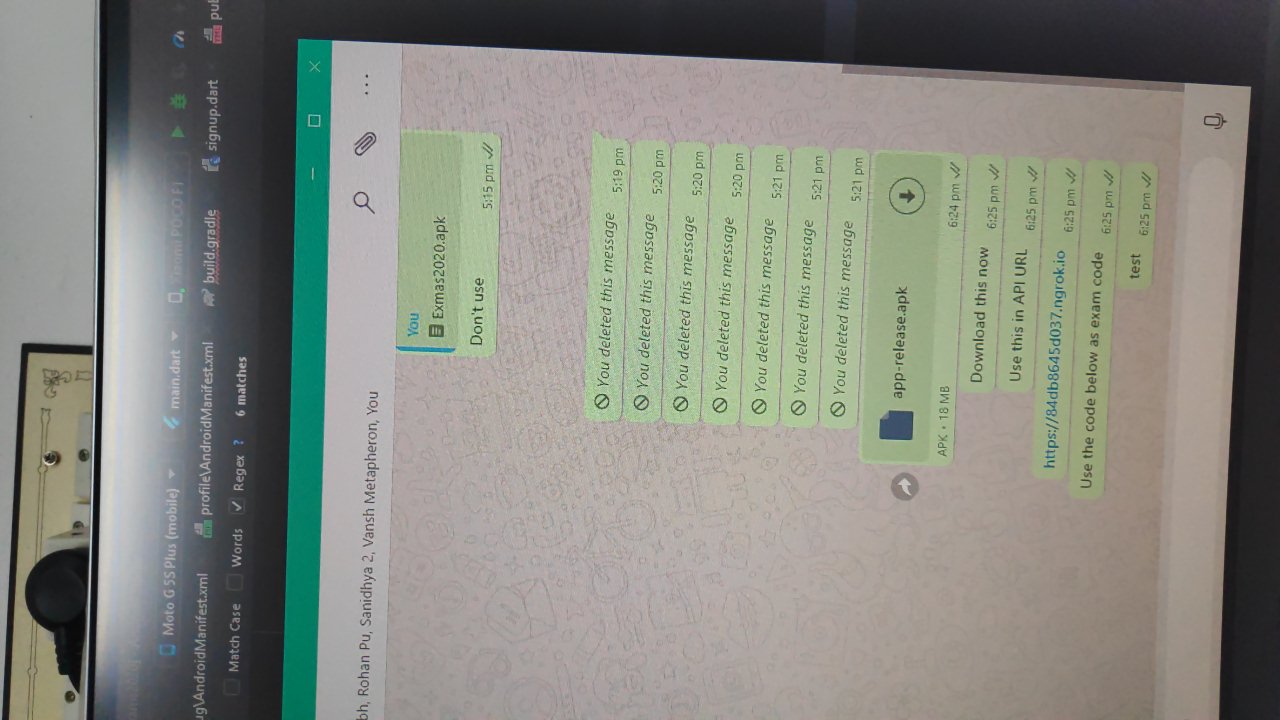 Moto G 5S Plus (mobile)
main.dart
Xiaomi POCO F1
ug\AndroidManifest.xml
profile\AndroidManifest.xml
build.gradle
signup.dart
pub
Match Case
Words
Regex
?
6 matches
bh, Rohan Pu, Sanidhya 2, Vansh Metapheron, You
You
Exmas2020.apk
Don't use
5:15 pm
You deleted this message
5:19 pm
You deleted this message
5:20 pm
You deleted this message
5:20 pm
You deleted this message
5:20 pm
You deleted this message
5:21 pm
You deleted this message
5:21 pm
You deleted this message
5:21 pm
app-release.apk
APK • 18 MB
6:24 pm
Download this now
6:25 pm
Use this in API URL
6:25 pm
https://84db8645d037.ngrok.io
6:25 pm
Use the code below as exam code
6:25 pm
test
6:25 pm